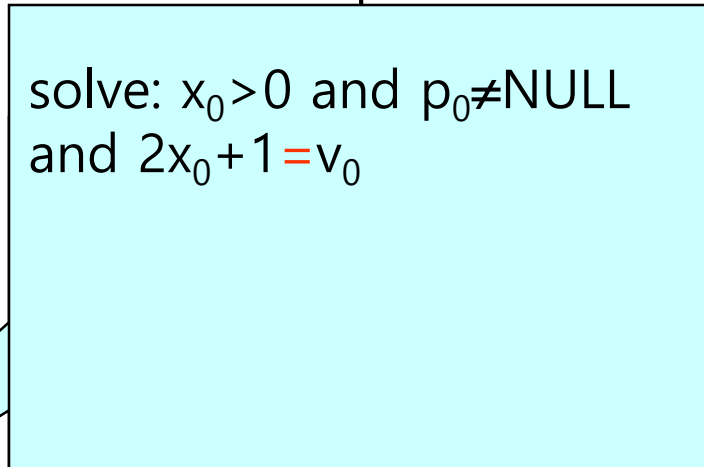 solve: x₀>0 and p₀≠NULL
and 2x₀+1=v₀